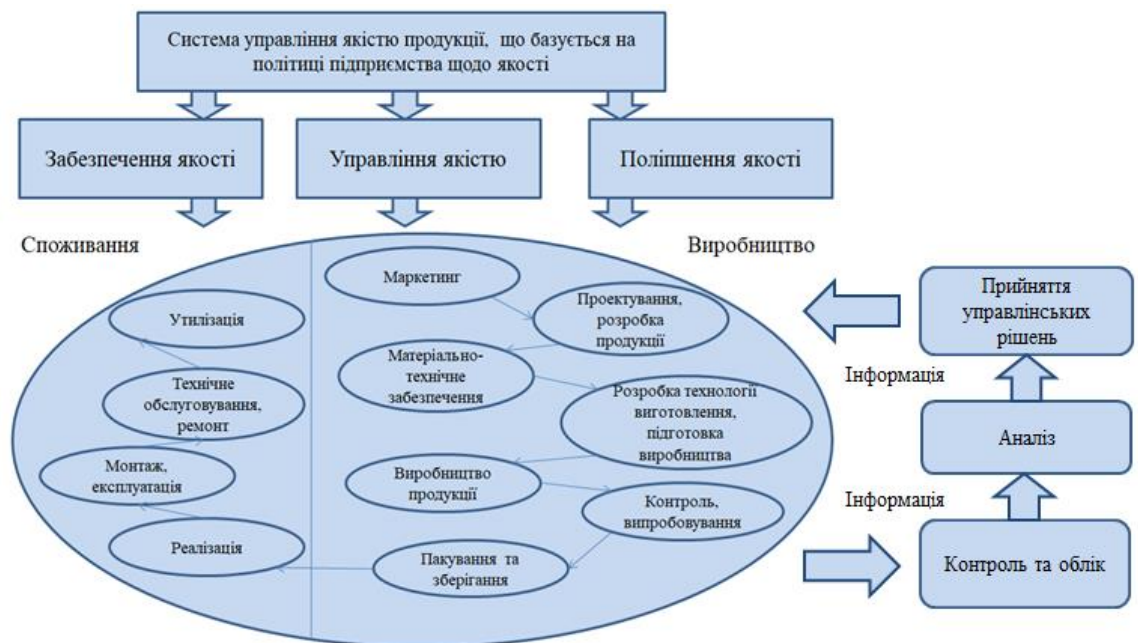 Система управління якістю продукції, що базується на
політиці підприємства щодо якості
Забезпечення якості
Управління якістю
Поліпшення якості
Споживання
Виробництво
Маркетинг
Проектування,
розробка
продукції
Матеріально-
технічне
забезпечення
Розробка технології
виготовлення,
підготовка
виробництва
Виробництво
продукції
Контроль,
випробовування
Пакування та
зберігання
Реалізація
Монтаж,
експлуатація
Технічне
обслуговування,
ремонт
Утилізація
Прийняття
управлінських
рішень
Інформація
Аналіз
Інформація
Контроль та облік